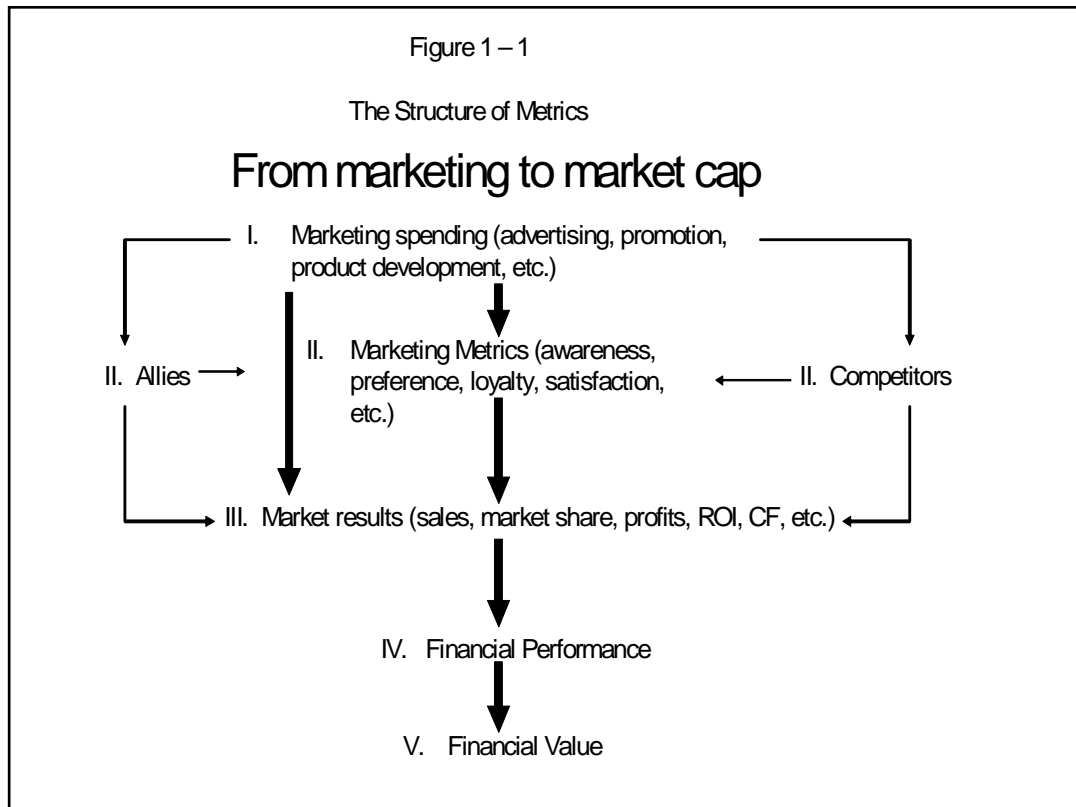 Figure 1 – 1
The Structure of Metrics
From marketing to market cap
I. Marketing spending (advertising, promotion,
product development, etc.)
II. Marketing Metrics (awareness,
preference, loyalty, satisfaction,
etc.)
II. Allies
II. Competitors
III. Market results (sales, market share, profits, ROI, CF, etc.)
IV. Financial Performance
V. Financial Value